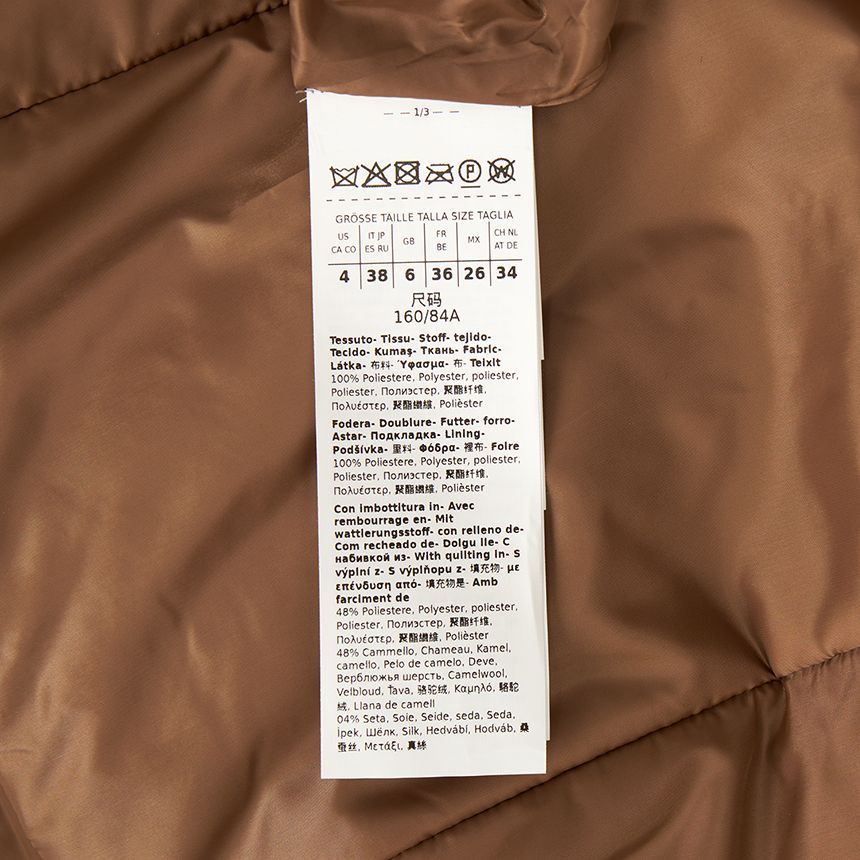 1/3
P W
GRÖSSE TAILLE TALLA SIZE TAGLIA
US CA CO IT JP ES RU GB FR BE MX CH NL AT DE
4 38 6 36 26 34
尺码
160/84A
Tessuto- Tissu- Stoff- tejido-
Tecido- Kumaş- Ткань- Fabric-
Látka- 布料- Ύφασμα- 布- Teixit
100% Poliestere, Polyester, poliester,
Poliester, Полиэстер, 聚酯纤维,
Πολυέστερ, 聚酯纖維, Polièster
Fodera- Doublure- Futter- forro-
Astar- Подкладка- Lining-
Podšívka- 里料- Φόδρα- 裡布- Folre
100% Poliestere, Polyester, poliester,
Poliester, Полиэстер, 聚酯纤维,
Πολυέστερ, 聚酯纖維, Polièster
Con imbottitura in- Avec
rembourrage en- Mit
wattierungsstoff- con relleno de-
Com recheado de- Dolgu ile- С
набивкой из- With quilting in- S
výplní z- S výplňopu z- 填充物- με
επένδυση από- 填充物是- Amb
farciment de
48% Poliestere, Polyester, poliester,
Poliester, Полиэстер, 聚酯纤维,
Πολυέστερ, 聚酯纖維, Polièster
48% Cammello, Chameau, Kamel,
camello, Pelo de camelo, Deve,
Верблюжья шерсть, Camelwool,
Velbloud, Ťava, 骆驼绒, Καμηλό, 駱駝
絨, Llana de camell
04% Seta, Soie, Seide, seda, Seda,
İpek, Шёлк, Silk, Hedvábí, Hodváb, 桑
蚕丝, Μετάξι, 真絲